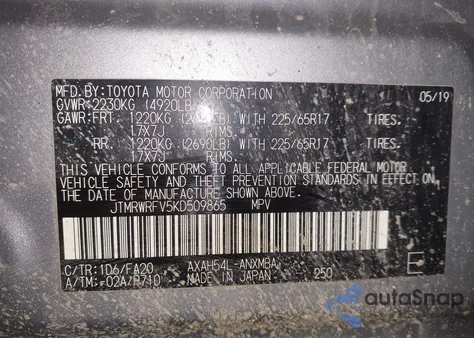 MFD.BY:TOYOTA MOTOR CORPORATION 05/19
GVWR:2230KG (4920LB)
GAWR:FRT. 1220KG WITH 225/65R17 TIRES.
17X7J RIMS.
RR. 1220KG (2690LB) WITH 225/65R17 TIRES.
17X7J RIMS.
THIS VEHICLE CONFORMS TO ALL APPLICABLE FEDERAL MOTOR
VEHICLE SAFETY AND THEFT PREVENTION STANDARDS IN EFFECT ON
THE DATE OF MANUFACTURE SHOWN ABOVE.
JTMRWRFV5KD509865 MPV
C/TR:1D6/FA20 AXAH54L-ANXMBA
A/TM:-02A/P710 MADE IN JAPAN 250 E
autoSnap